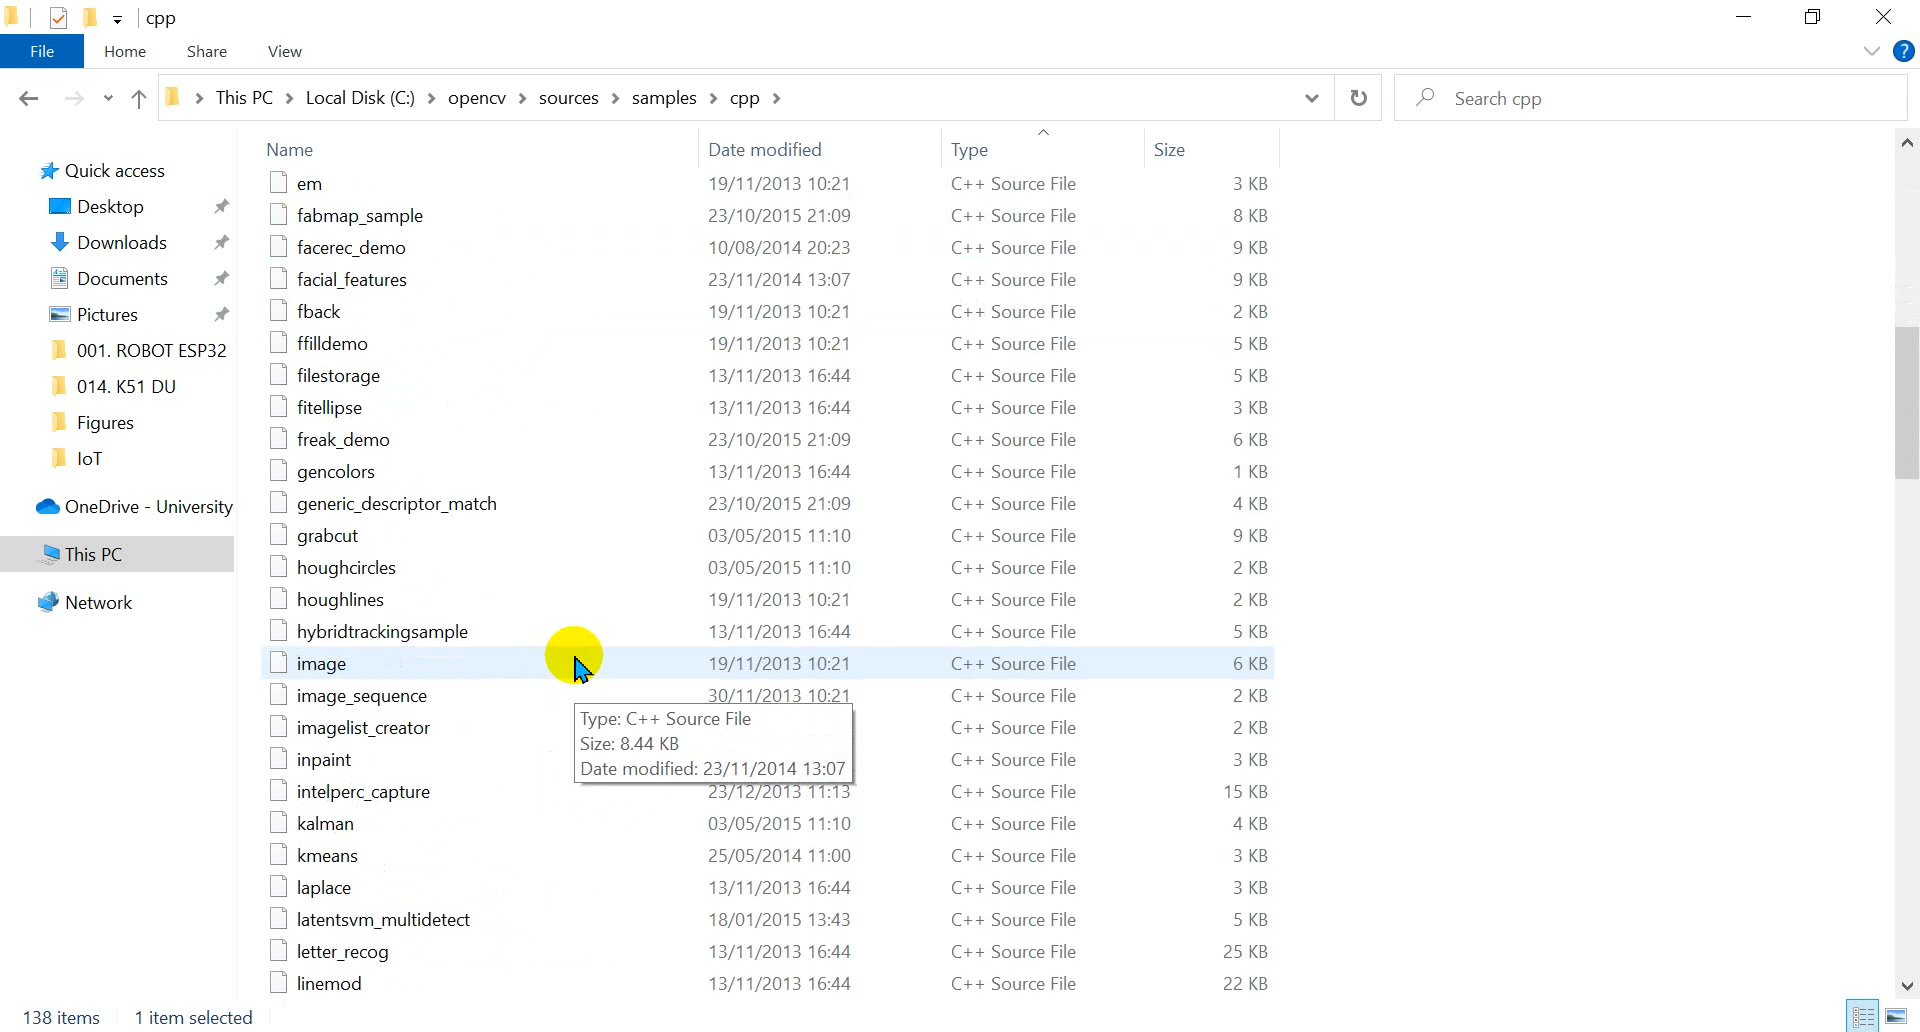 cpp
File Home Share View
This PC Local Disk (C:) opencv sources samples cpp
Search cpp
Name Date modified Type Size
Quick access
Desktop
Downloads
Documents
Pictures
001. ROBOT ESP32
014. K51 DU
Figures
IoT
OneDrive - University
This PC
Network
em 19/11/2013 10:21 C++ Source File 3 KB
fabmap_sample 23/10/2015 21:09 C++ Source File 8 KB
facerec_demo 10/08/2014 20:23 C++ Source File 9 KB
facial_features 23/11/2014 13:07 C++ Source File 9 KB
fback 19/11/2013 10:21 C++ Source File 2 KB
ffilldemo 19/11/2013 10:21 C++ Source File 5 KB
filestorage 13/11/2013 16:44 C++ Source File 5 KB
fitellipse 13/11/2013 16:44 C++ Source File 3 KB
freak_demo 23/10/2015 21:09 C++ Source File 6 KB
gencolors 13/11/2013 16:44 C++ Source File 1 KB
generic_descriptor_match 23/10/2015 21:09 C++ Source File 4 KB
grabcut 03/05/2015 11:10 C++ Source File 9 KB
houghcircles 03/05/2015 11:10 C++ Source File 2 KB
houghlines 19/11/2013 10:21 C++ Source File 2 KB
hybridtrackingsample 13/11/2013 16:44 C++ Source File 5 KB
image 19/11/2013 10:21 C++ Source File 6 KB
image_sequence 30/11/2013 10:21 C++ Source File 2 KB
imagelist_creator C++ Source File 2 KB
inpaint C++ Source File 3 KB
intelperc_capture 23/12/2013 11:13 C++ Source File 15 KB
kalman 03/05/2015 11:10 C++ Source File 4 KB
kmeans 25/05/2014 11:00 C++ Source File 3 KB
laplace 13/11/2013 16:44 C++ Source File 3 KB
latentsvm_multidetect 18/01/2015 13:43 C++ Source File 5 KB
letter_recog 13/11/2013 16:44 C++ Source File 25 KB
linemod 13/11/2013 16:44 C++ Source File 22 KB
Type: C++ Source File
Size: 8.44 KB
Date modified: 23/11/2014 13:07
138 items 1 item selected